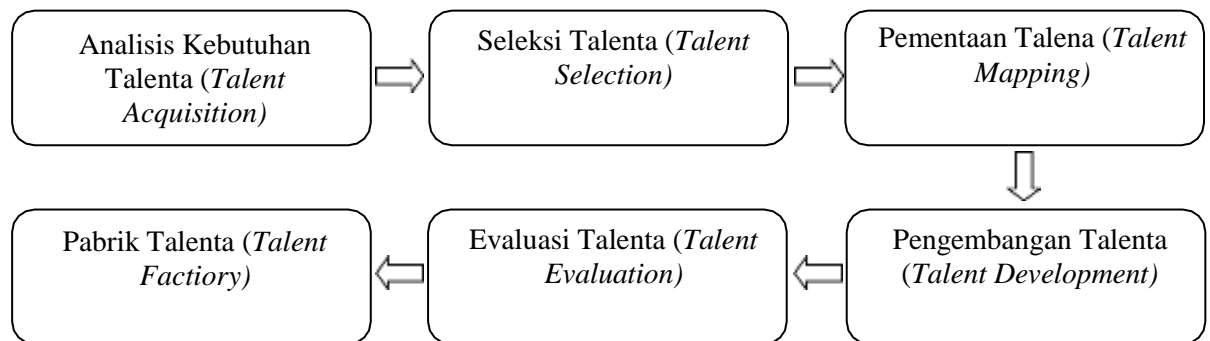 Analisis Kebutuhan
Talenta (Talent
Acquisition)
Seleksi Talenta (Talent
Selection)
Pementaan Talena (Talent
Mapping)
Pengembangan Talenta
(Talent Development)
Evaluasi Talenta (Talent
Evaluation)
Pabrik Talenta (Talent
Factiory)